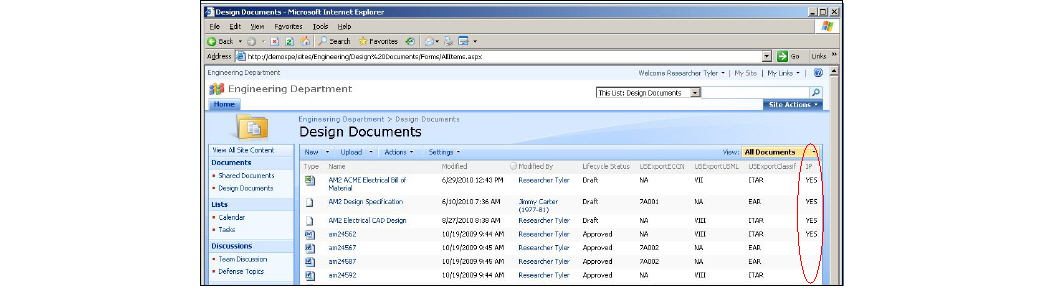 Design Documents - Microsoft Internet Explorer
File Edit View Favorites Tools Help
Back Search Favorites
Address http://demospe/sites/Engineering/Design%20Documents/Forms/AllItems.aspx Go Links »
Engineering Department Welcome Researcher Tyler | My Site | My Links |
Engineering Department This List: Design Documents
Home Site Actions
Engineering Department > Design Documents
Design Documents
View All Site Content
Documents
Shared Documents
Design Documents
Lists
Calendar
Tasks
Discussions
Team Discussion
Defense Topics
New Upload Actions Settings View: All Documents
Type Name Modified Modified By Lifecycle Status USExportECCN USExportUSML USExportClassif IP
AM2 ACME Electrical Bill of 6/29/2010 12:43 PM Researcher Tyler Draft NA VII ITAR YES
Material
AM2 Design Specification 6/10/2010 7:36 AM Jimmy Carter Draft 7A001 NA EAR YES
(1977-81)
AM2 Electrical CAD Design 8/27/2010 8:38 AM Researcher Tyler Draft NA VIII ITAR YES
am24562 10/19/2009 9:44 AM Researcher Tyler Approved NA VIII ITAR YES
am24567 10/19/2009 9:45 AM Researcher Tyler Approved 7A002 NA EAR
am24587 10/19/2009 9:45 AM Researcher Tyler Approved 7A002 NA EAR
am24592 10/19/2009 9:44 AM Researcher Tyler Approved NA VIII ITAR